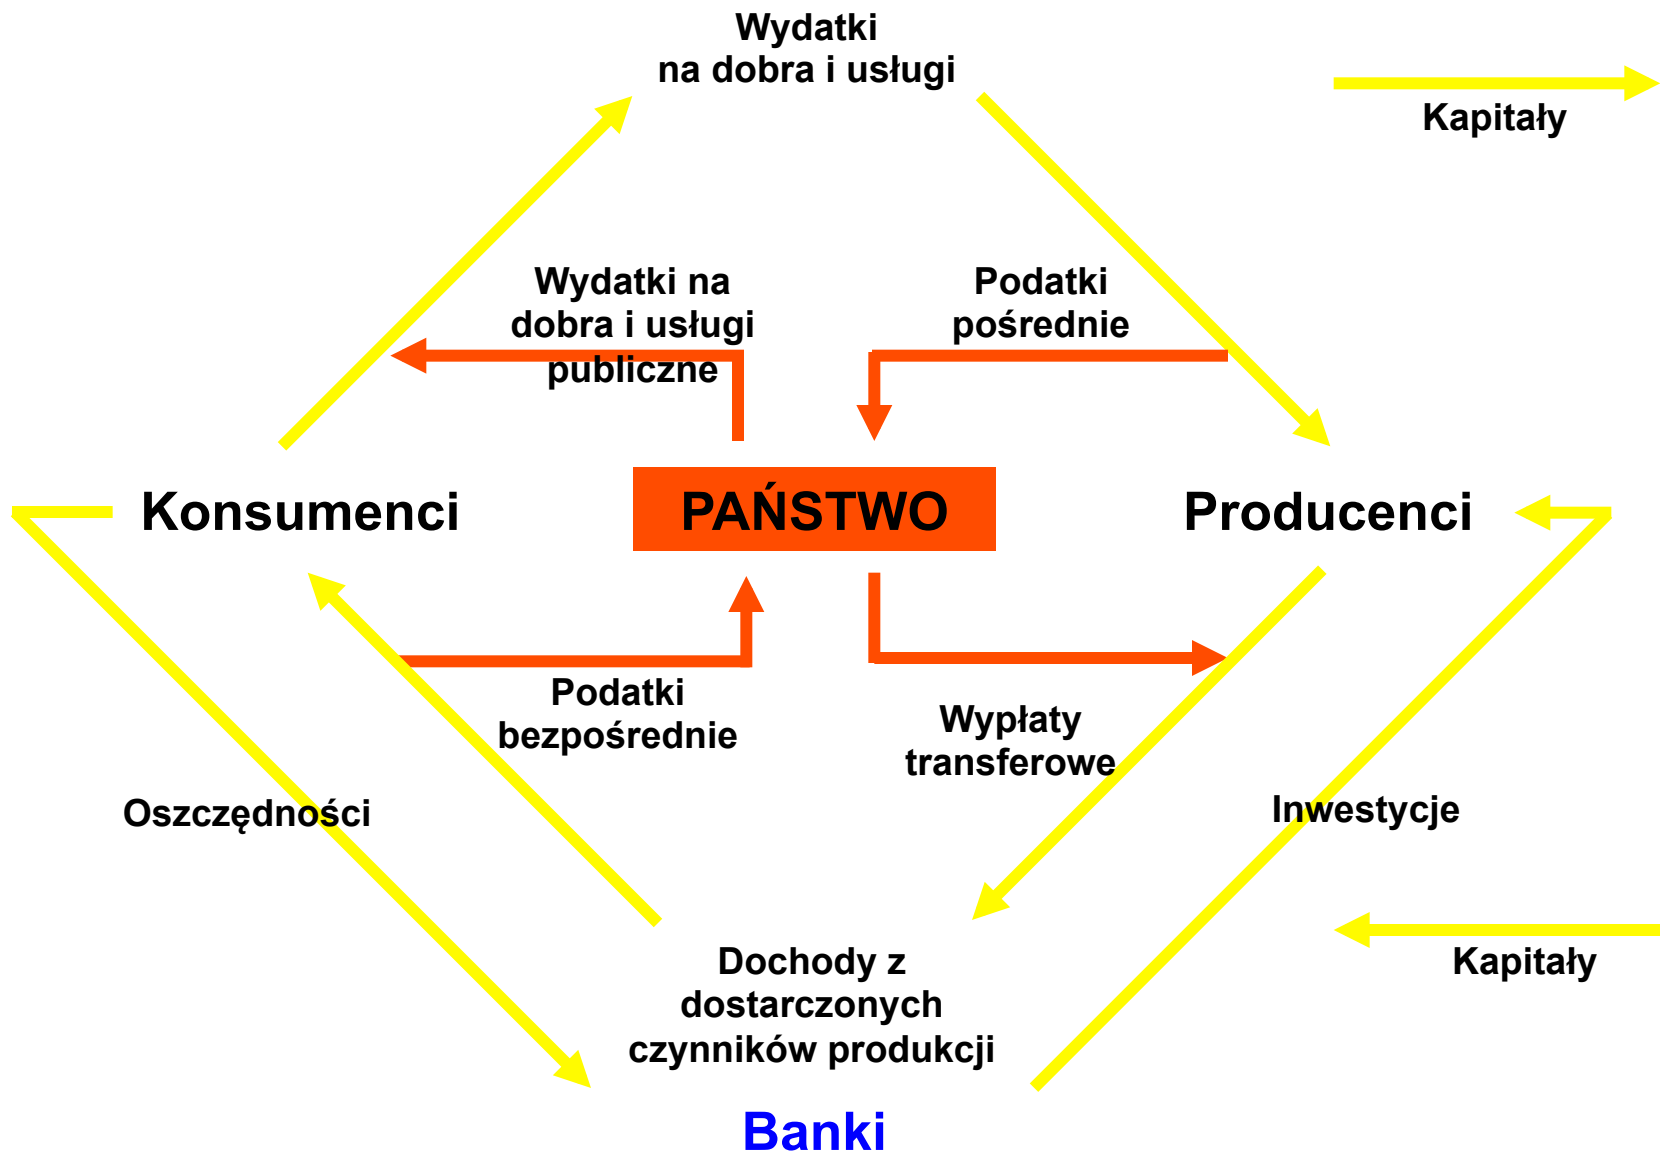 Wydatki
na dobra i usługi
Kapitały
Wydatki na
dobra i usługi
publiczne
Podatki
pośrednie
Konsumenci
PAŃSTWO
Producenci
Podatki
bezpośrednie
Wypłaty
transferowe
Oszczędności
Inwestycje
Dochody z
dostarczonych
czynników produkcji
Kapitały
Banki